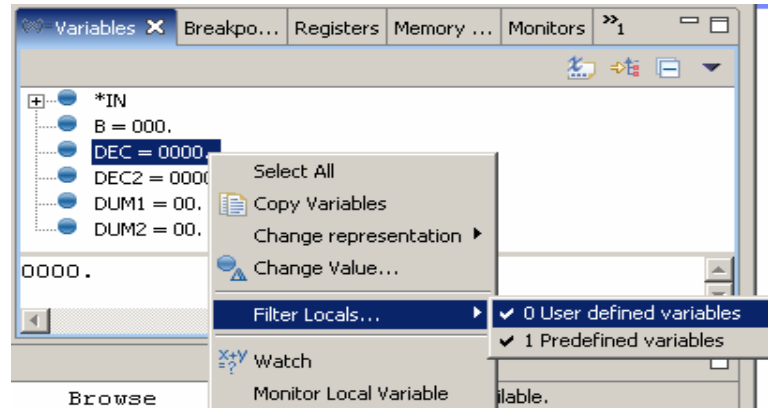 Variables Breakpo... Registers Memory ... Monitors »1
*IN
B = 000.
DEC = 0000.
DEC2 = 0000
DUM1 = 00.
DUM2 = 00.
0000.
Select All
Copy Variables
Change representation
Change Value...
Filter Locals...
Watch
Monitor Local Variable
0 User defined variables
1 Predefined variables
Browse
ilable.